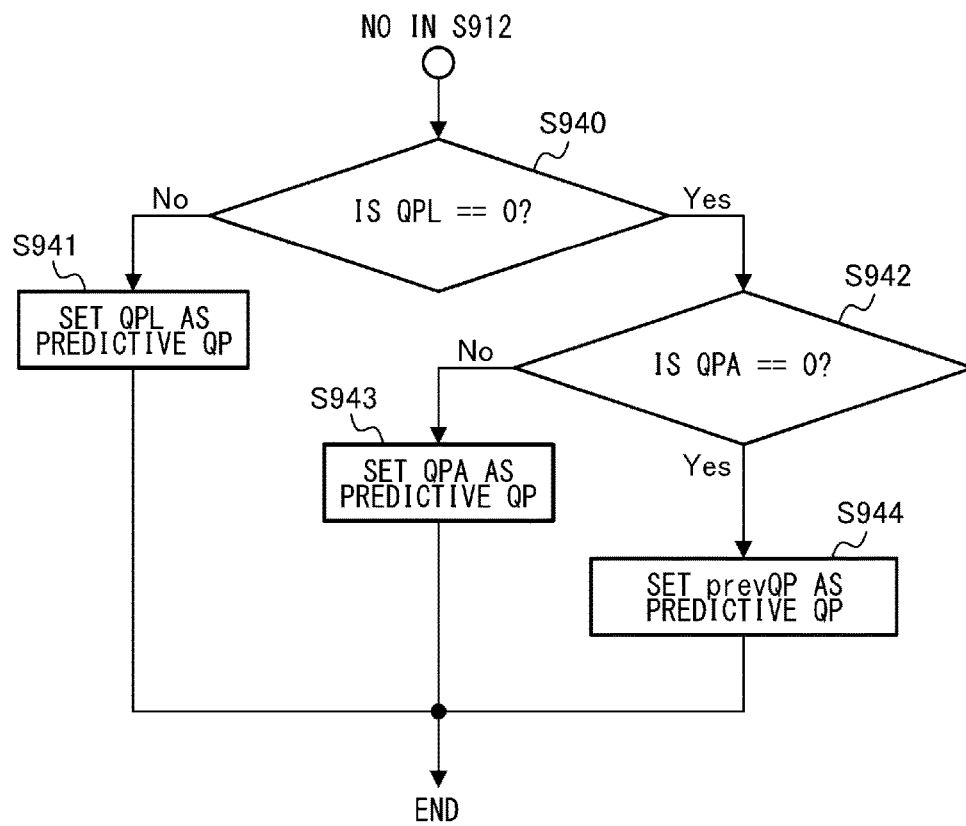 NO IN S912
S940
IS QPL == 0?
No
Yes
S941
SET QPL AS
PREDICTIVE QP
S942
IS QPA == 0?
No
Yes
S943
SET QPA AS
PREDICTIVE QP
S944
SET prevQP AS
PREDICTIVE QP
END